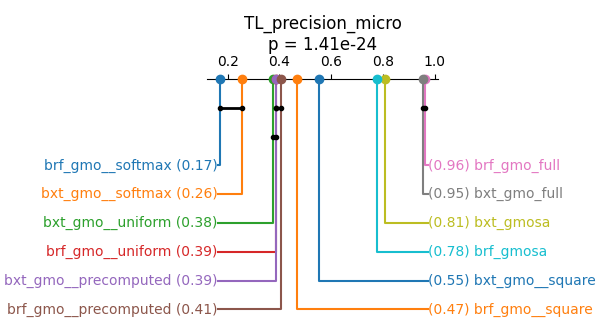 TL_precision_micro
p = 1.41e-24
0.2 0.4 0.6 0.8 1.0
brf_gmo__softmax (0.17) (0.96) brf_gmo_full
bxt_gmo__softmax (0.26) (0.95) bxt_gmo_full
bxt_gmo__uniform (0.38) (0.81) bxt_gmosa
brf_gmo__uniform (0.39) (0.78) brf_gmosa
bxt_gmo__precomputed (0.39) (0.55) bxt_gmo__square
brf_gmo__precomputed (0.41) (0.47) brf_gmo__square